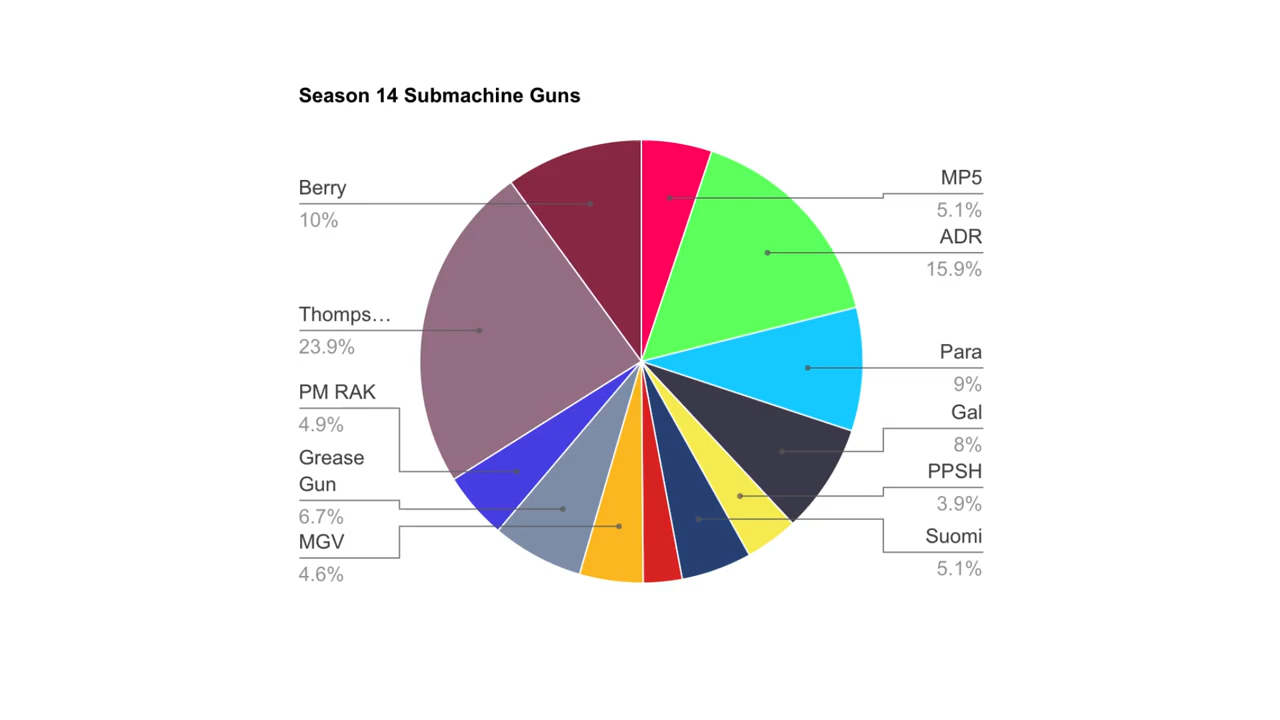 Season 14 Submachine Guns
Berry
10%
Thomps…
23.9%
PM RAK
4.9%
Grease
Gun
6.7%
MGV
4.6%
MP5
5.1%
ADR
15.9%
Para
9%
Gal
8%
PPSH
3.9%
Suomi
5.1%